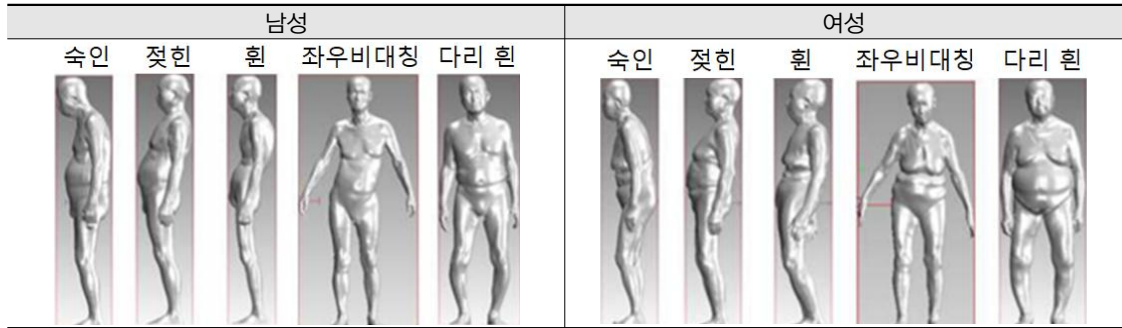 남성 여성
숙인 젖힌 휜 좌우비대칭 다리 휜 숙인 젖힌 휜 좌우비대칭 다리 휜